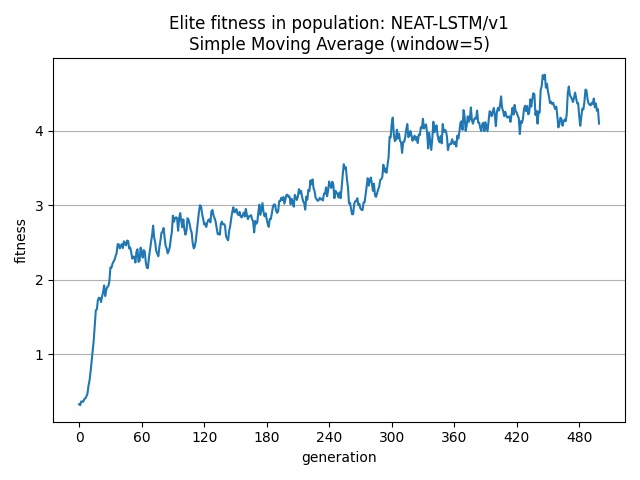 Elite fitness in population: NEAT-LSTM/v1
Simple Moving Average (window=5)
fitness
4
3
2
1
0 60 120 180 240 300 360 420 480
generation